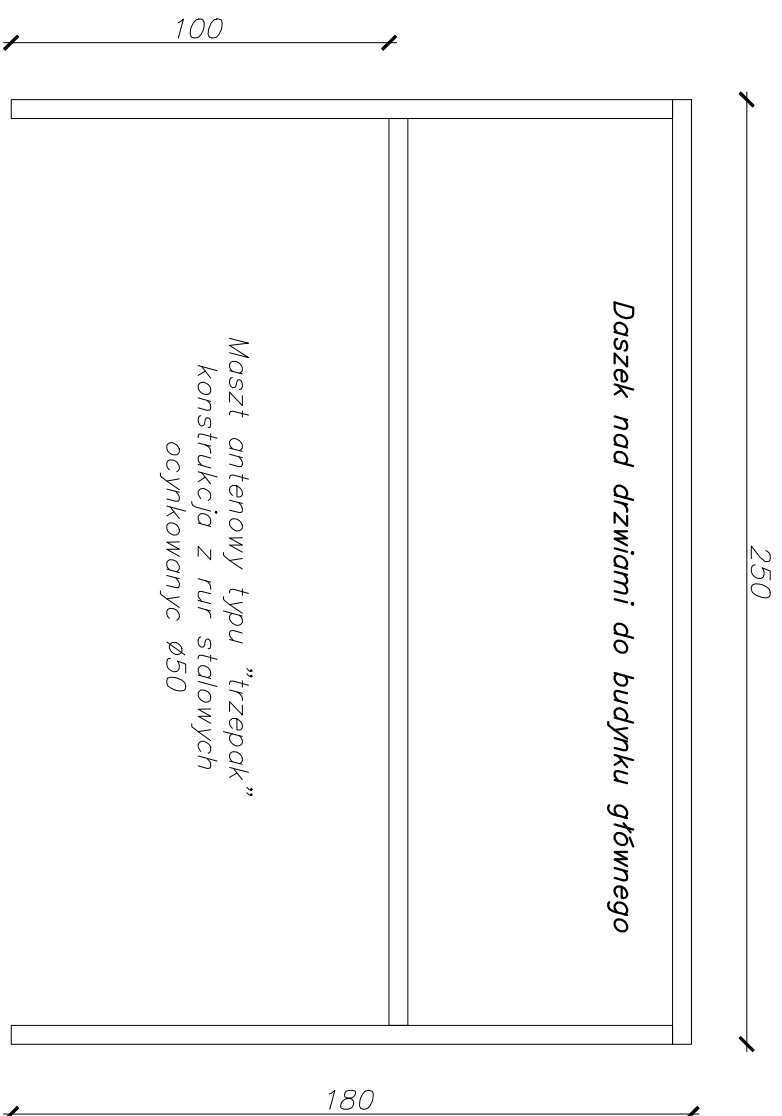 100
250
Daszek nad drzwiami do budynku głównego
Maszt antenowy typu "trzepak"
konstrukcja z rur stalowych
ocynkowanyc ø50
180